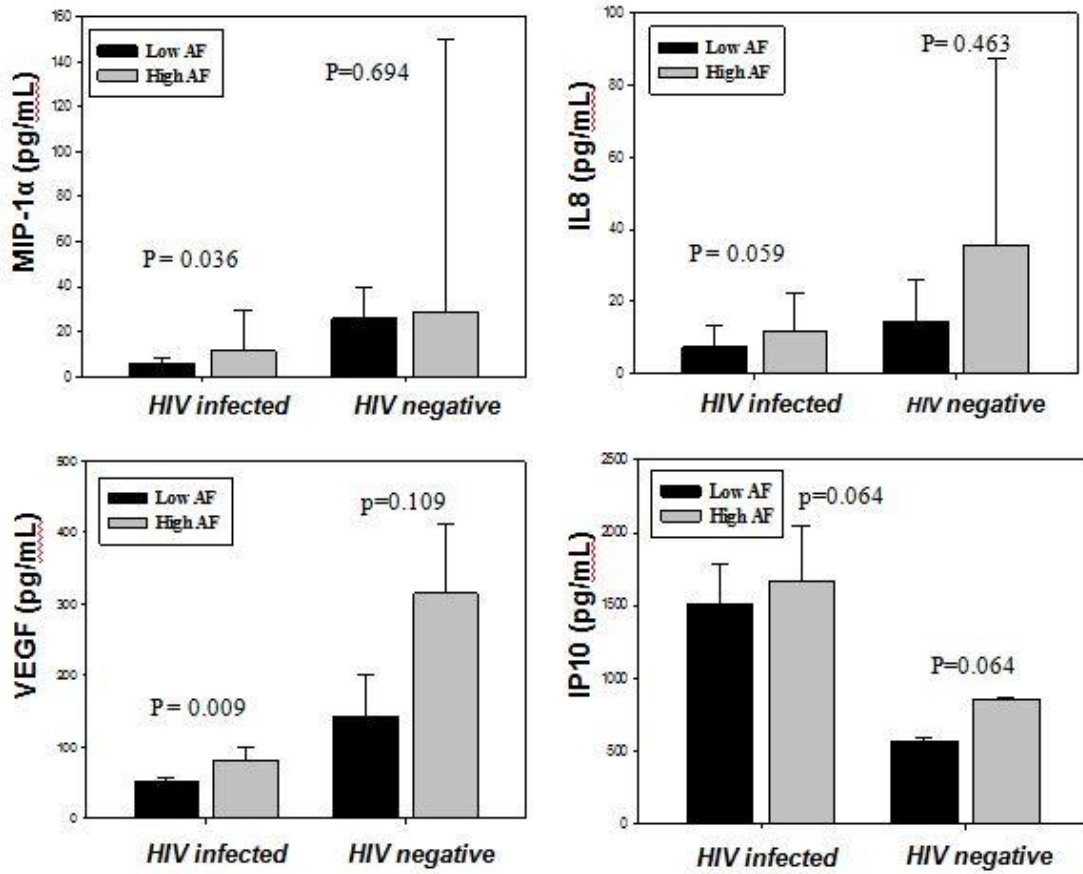 MIP-1α (pg/mL)
160
140
120
100
80
60
40
20
0
Low AF
High AF
P=0.694
P = 0.036
HIV infected
HIV negative
IL8 (pg/mL)
100
80
60
40
20
0
Low AF
High AF
P= 0.463
P = 0.059
HIV infected
HIV negative
VEGF (pg/mL)
500
400
300
200
100
0
Low AF
High AF
p=0.109
P = 0.009
HIV infected
HIV negative
IP10 (pg/mL)
2500
2000
1500
1000
500
0
Low AF
High AF
p=0.064
P=0.064
HIV infected
HIV negative